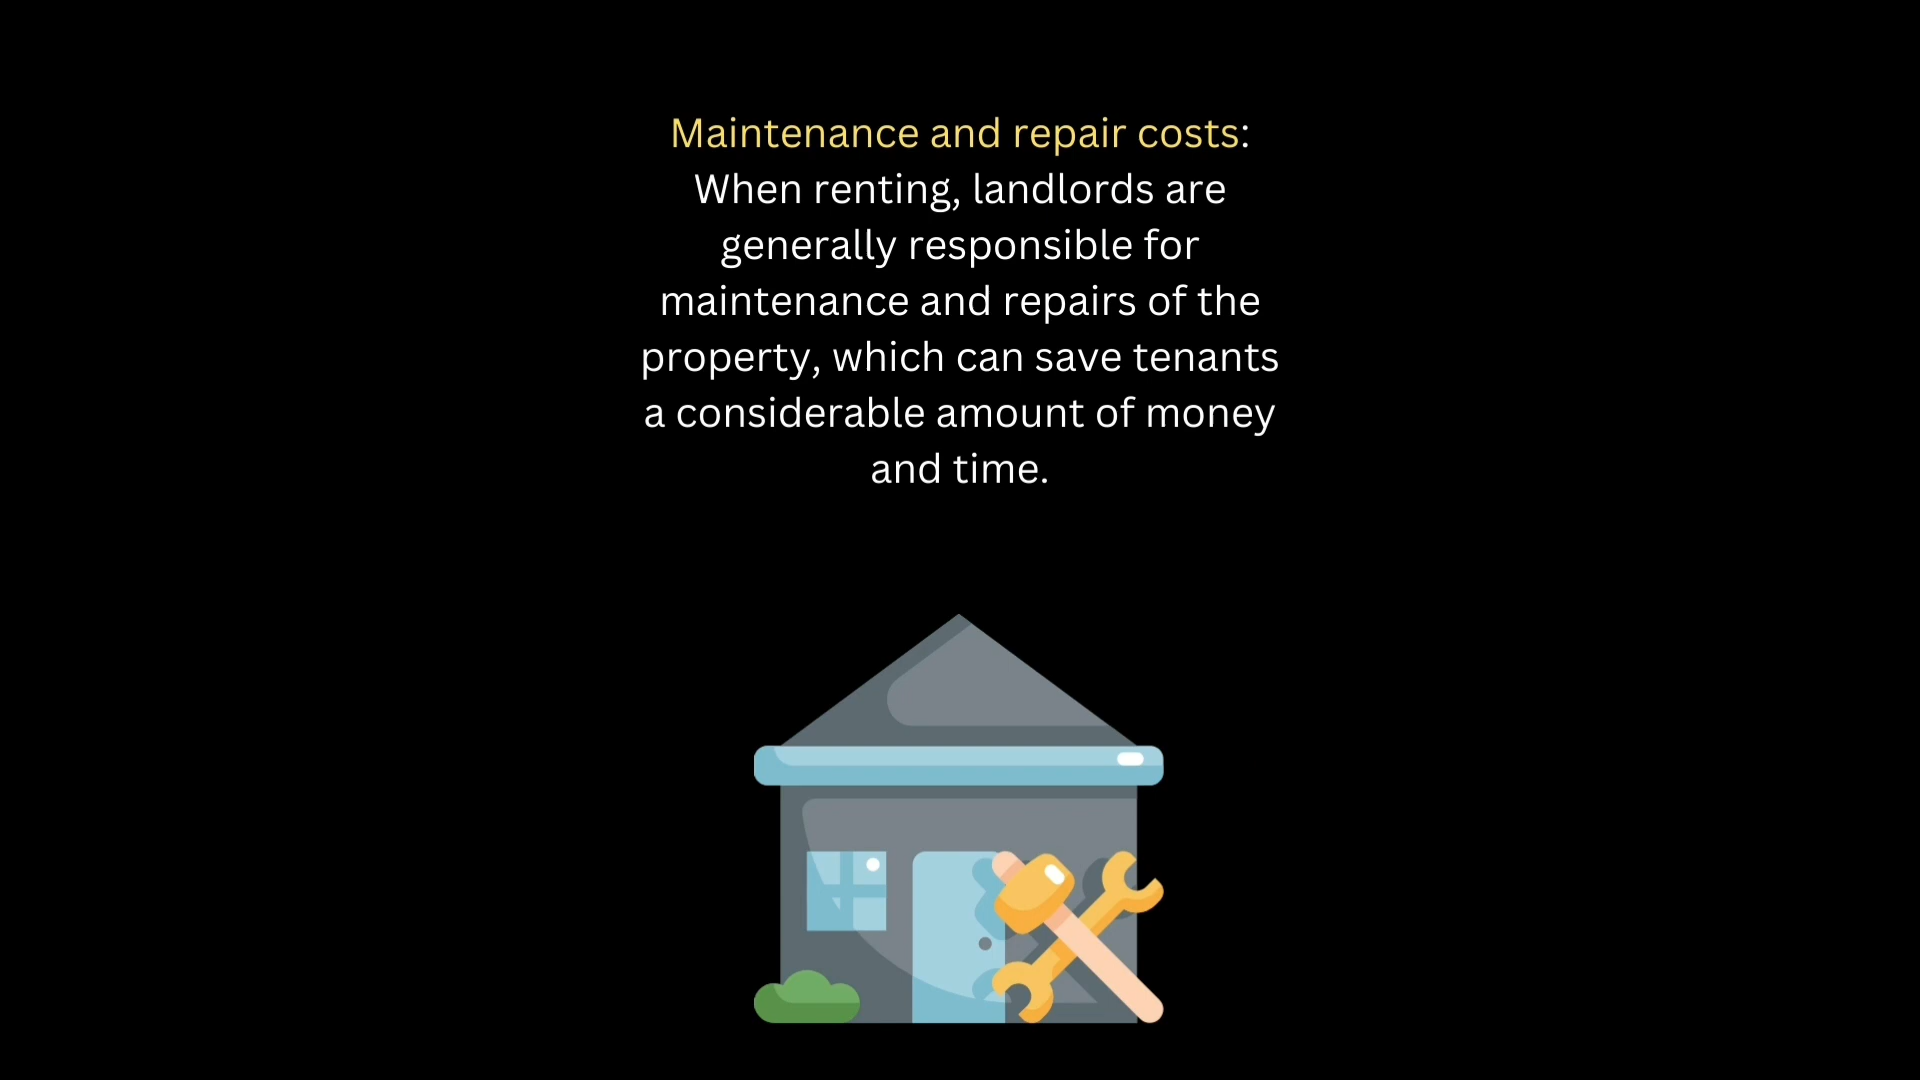 Maintenance and repair costs:
When renting, landlords are
generally responsible for
maintenance and repairs of the
property, which can save tenants
a considerable amount of money
and time.